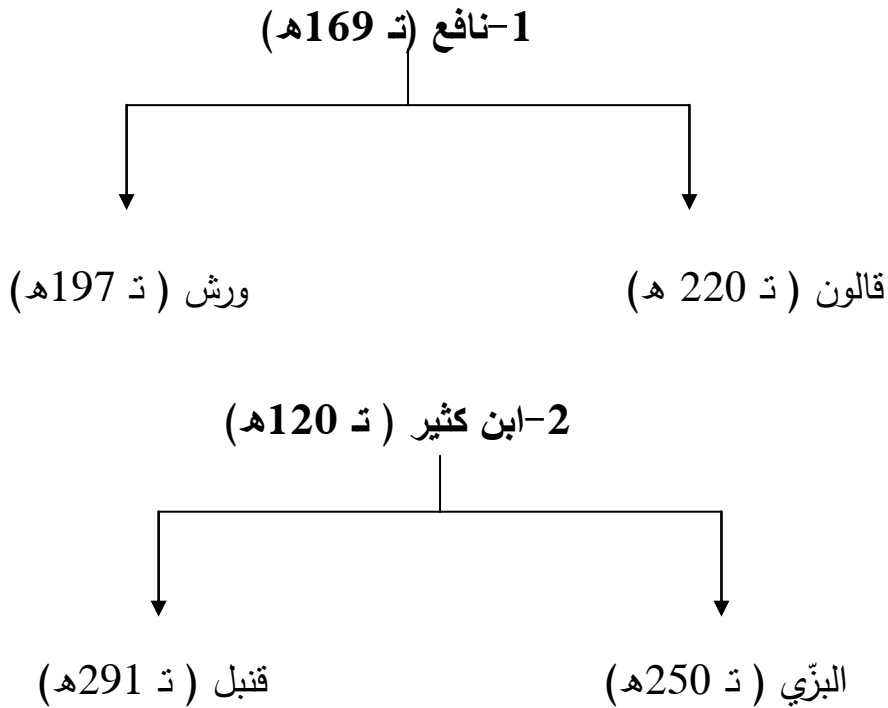 1-نافع (تـ 169هـ)
قالون ( تـ 220 هـ) ورش ( تـ 197هـ)
2-ابن كثير ( تـ 120هـ)
البزّي ( تـ 250هـ) قنبل ( تـ 291هـ)